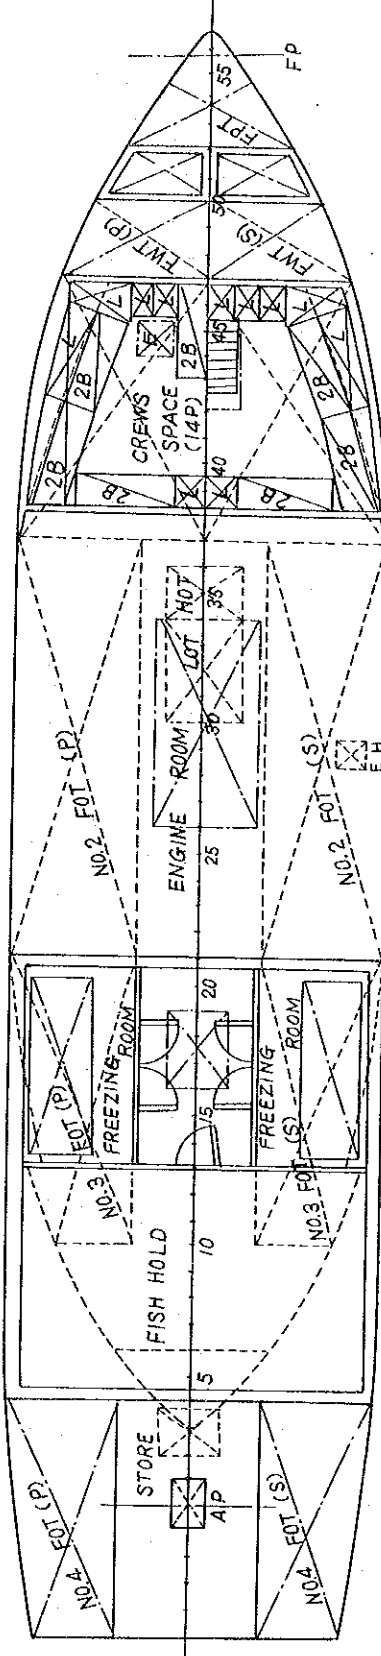 FP
55
FPT
50
FWT (P)
FWT (S)
L
L
L
L
L
L
L
L
L
E
45
2B
2B
2B
2B
2B
CREWS
SPACE
(14P)
40
2B
L
L
2B
2B
HOT
35
LOT
30
ENGINE ROOM
NO.2 FOT (P)
NO.2 FOT (S)
E H
25
20
FREEZING
ROOM
FREEZING
ROOM
15
NO.3 FOT (P)
NO.3 FOT (S)
10
FISH HOLD
5
STORE
AP
NO.4 FOT (P)
NO.4 FOT (S)